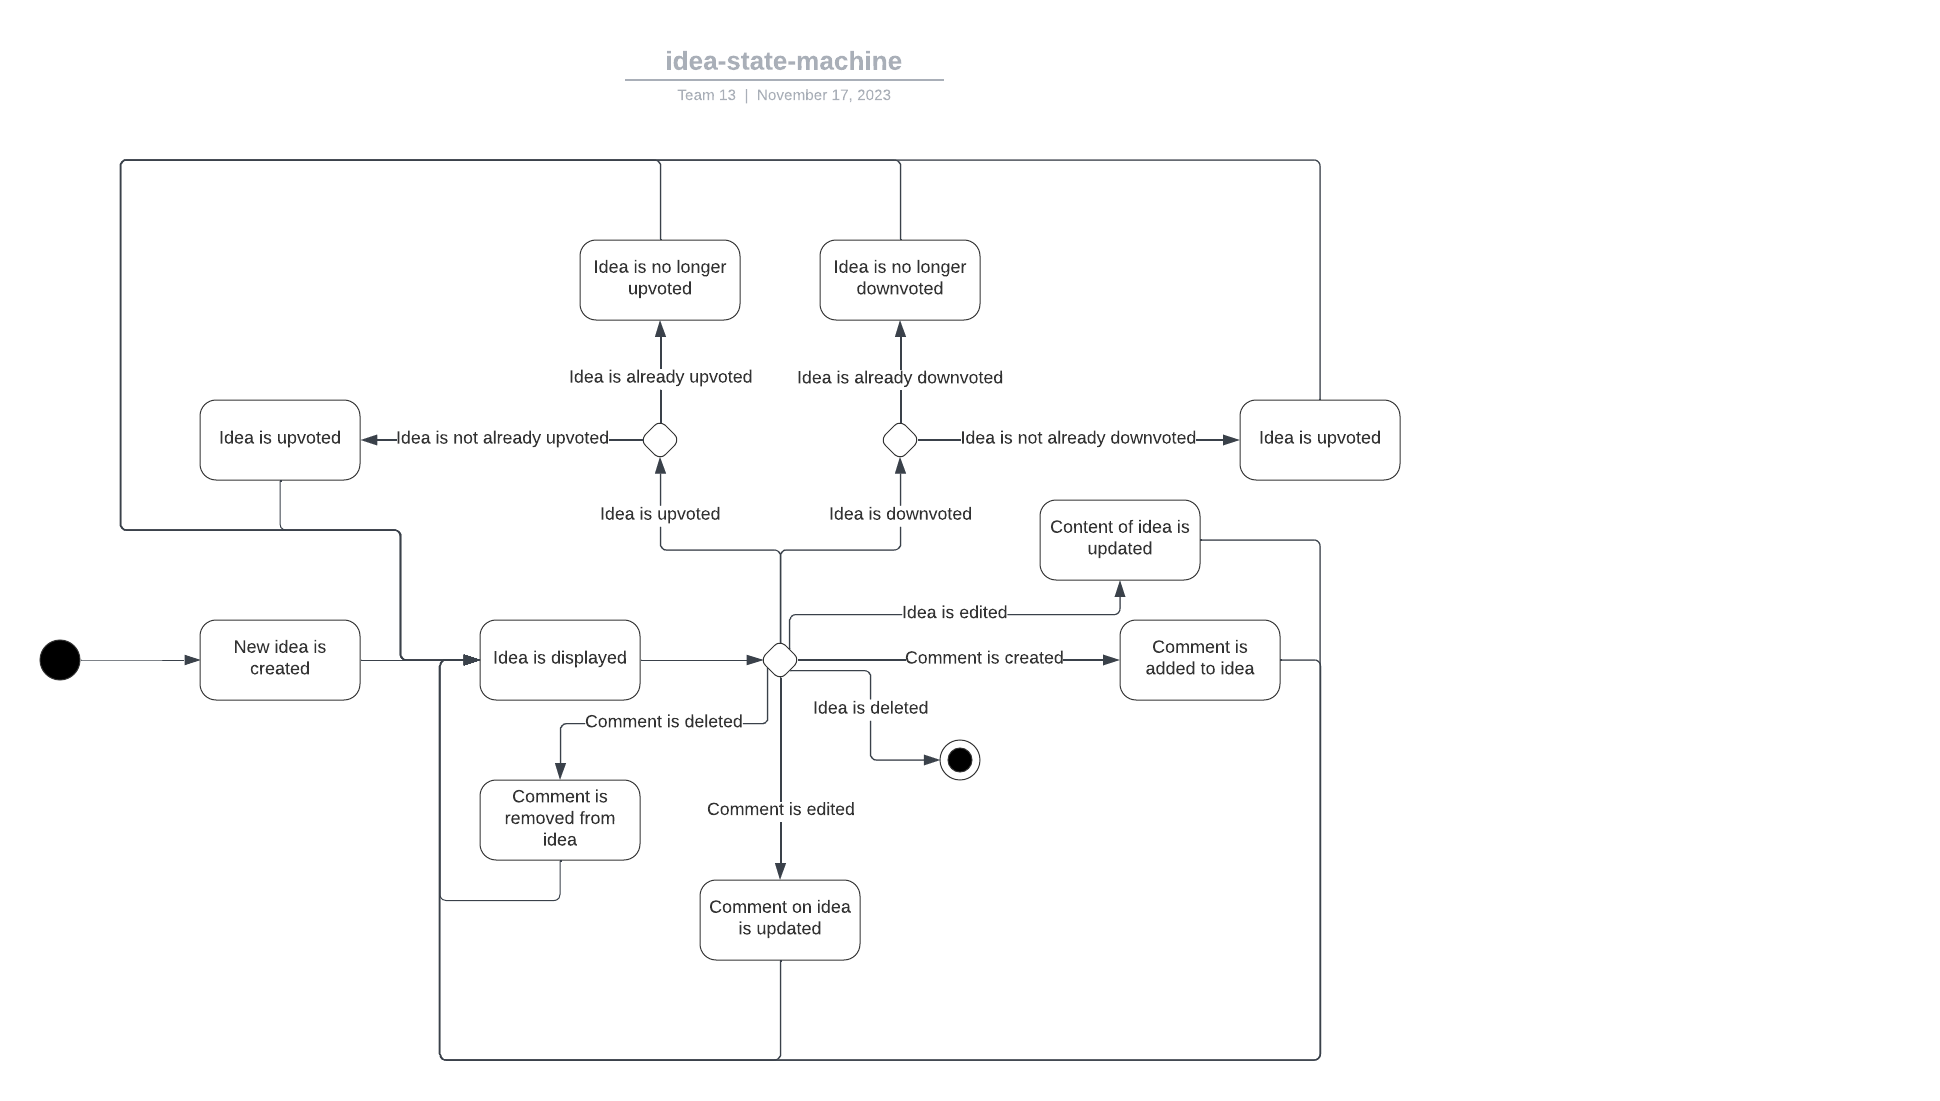 idea-state-machine
Team 13 | November 17, 2023
Idea is no longer
upvoted
Idea is no longer
downvoted
Idea is already upvoted
Idea is already downvoted
Idea is upvoted
Idea is not already upvoted
Idea is not already downvoted
Idea is upvoted
Idea is upvoted
Idea is downvoted
Content of idea is
updated
Idea is edited
New idea is
created
Idea is displayed
Comment is created
Comment is
added to idea
Idea is deleted
Comment is deleted
Comment is
removed from
idea
Comment is edited
Comment on idea
is updated